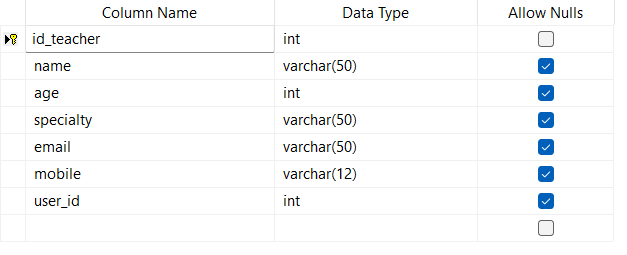 Column Name Data Type Allow Nulls
id_teacher int
name varchar(50)
age int
specialty varchar(50)
email varchar(50)
mobile varchar(12)
user_id int